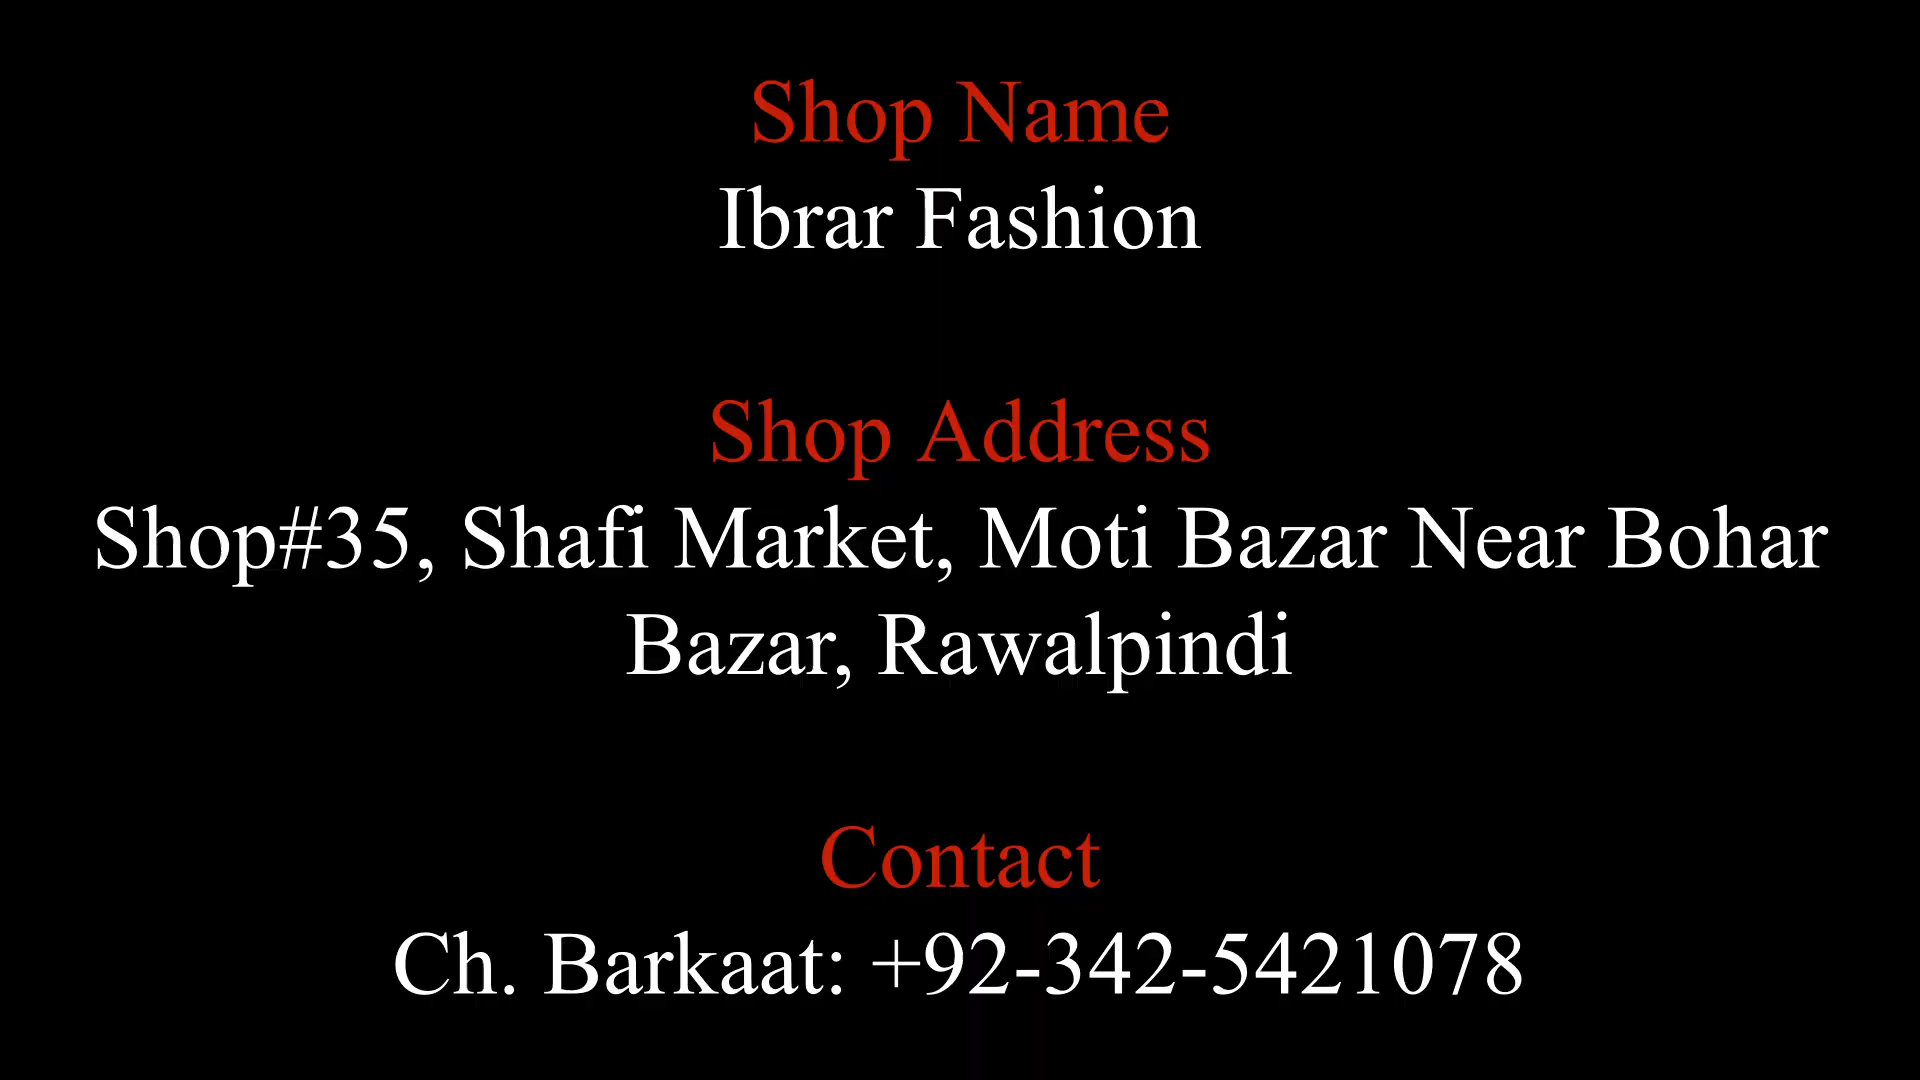 Shop Name
Ibrar Fashion
Shop Address
Shop#35, Shafi Market, Moti Bazar Near Bohar
Bazar, Rawalpindi
Contact
Ch. Barkaat: +92-342-5421078